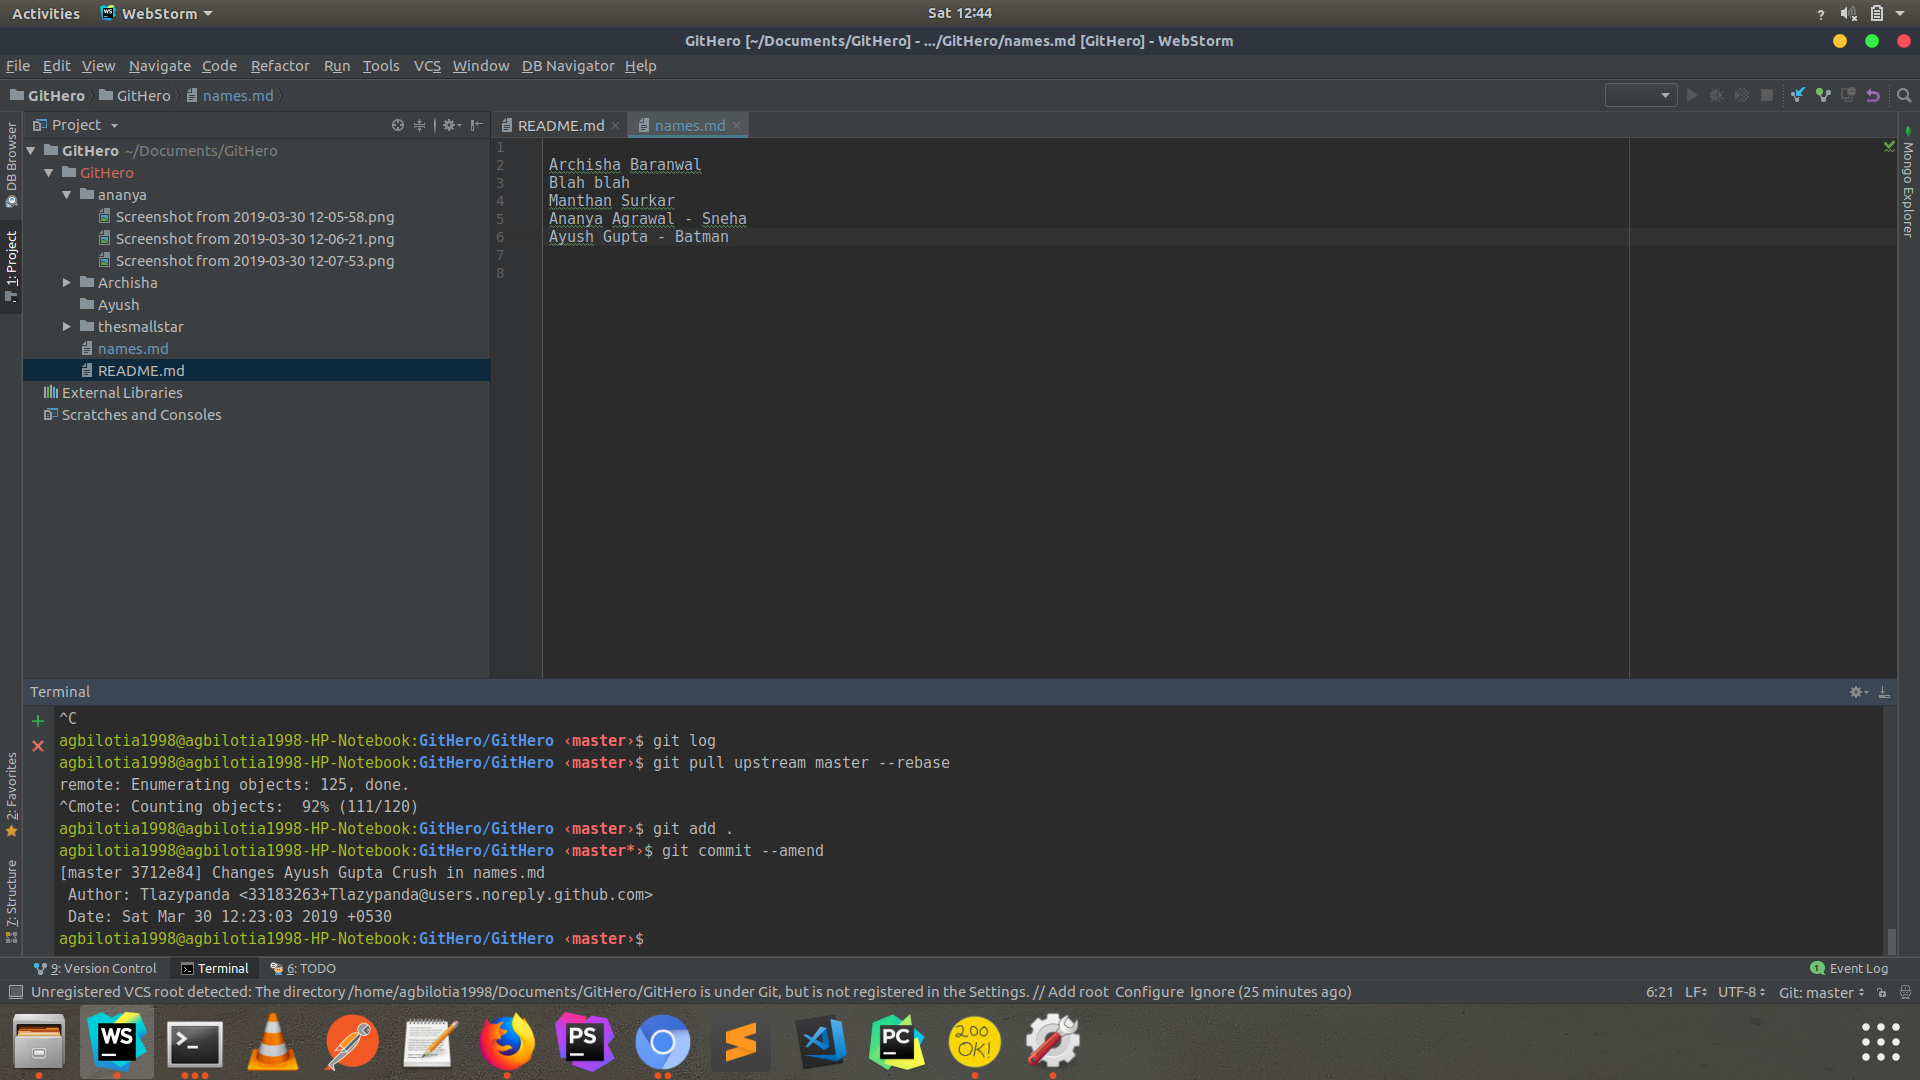 Activities WebStorm Sat 12:44 ?
GitHero [~/Documents/GitHero] - .../GitHero/names.md [GitHero] - WebStorm
File Edit View Navigate Code Refactor Run Tools VCS Window DB Navigator Help
GitHero GitHero names.md
Project README.md names.md
DB Browser
1: Project
2: Favorites
7: Structure
Mongo Explorer
GitHero ~/Documents/GitHero
GitHero
ananya
Screenshot from 2019-03-30 12-05-58.png
Screenshot from 2019-03-30 12-06-21.png
Screenshot from 2019-03-30 12-07-53.png
Archisha
Ayush
thesmallstar
names.md
README.md
External Libraries
Scratches and Consoles
1
2 Archisha Baranwal
3 Blah blah
4 Manthan Surkar
5 Ananya Agrawal - Sneha
6 Ayush Gupta - Batman
7
8
Terminal
^C
agbilotia1998@agbilotia1998-HP-Notebook:GitHero/GitHero ‹master›$ git log
agbilotia1998@agbilotia1998-HP-Notebook:GitHero/GitHero ‹master›$ git pull upstream master --rebase
remote: Enumerating objects: 125, done.
^Cmote: Counting objects:  92% (111/120)
agbilotia1998@agbilotia1998-HP-Notebook:GitHero/GitHero ‹master›$ git add .
agbilotia1998@agbilotia1998-HP-Notebook:GitHero/GitHero ‹master*›$ git commit --amend
[master 3712e84] Changes Ayush Gupta Crush in names.md
Author: Tlazypanda <33183263+Tlazypanda@users.noreply.github.com>
Date: Sat Mar 30 12:23:03 2019 +0530
agbilotia1998@agbilotia1998-HP-Notebook:GitHero/GitHero ‹master›$
9: Version Control Terminal 6: TODO 1 Event Log
Unregistered VCS root detected: The directory /home/agbilotia1998/Documents/GitHero/GitHero is under Git, but is not registered in the Settings. // Add root Configure Ignore (25 minutes ago) 6:21 LF UTF-8 Git: master
WS PS PC 200 OK!